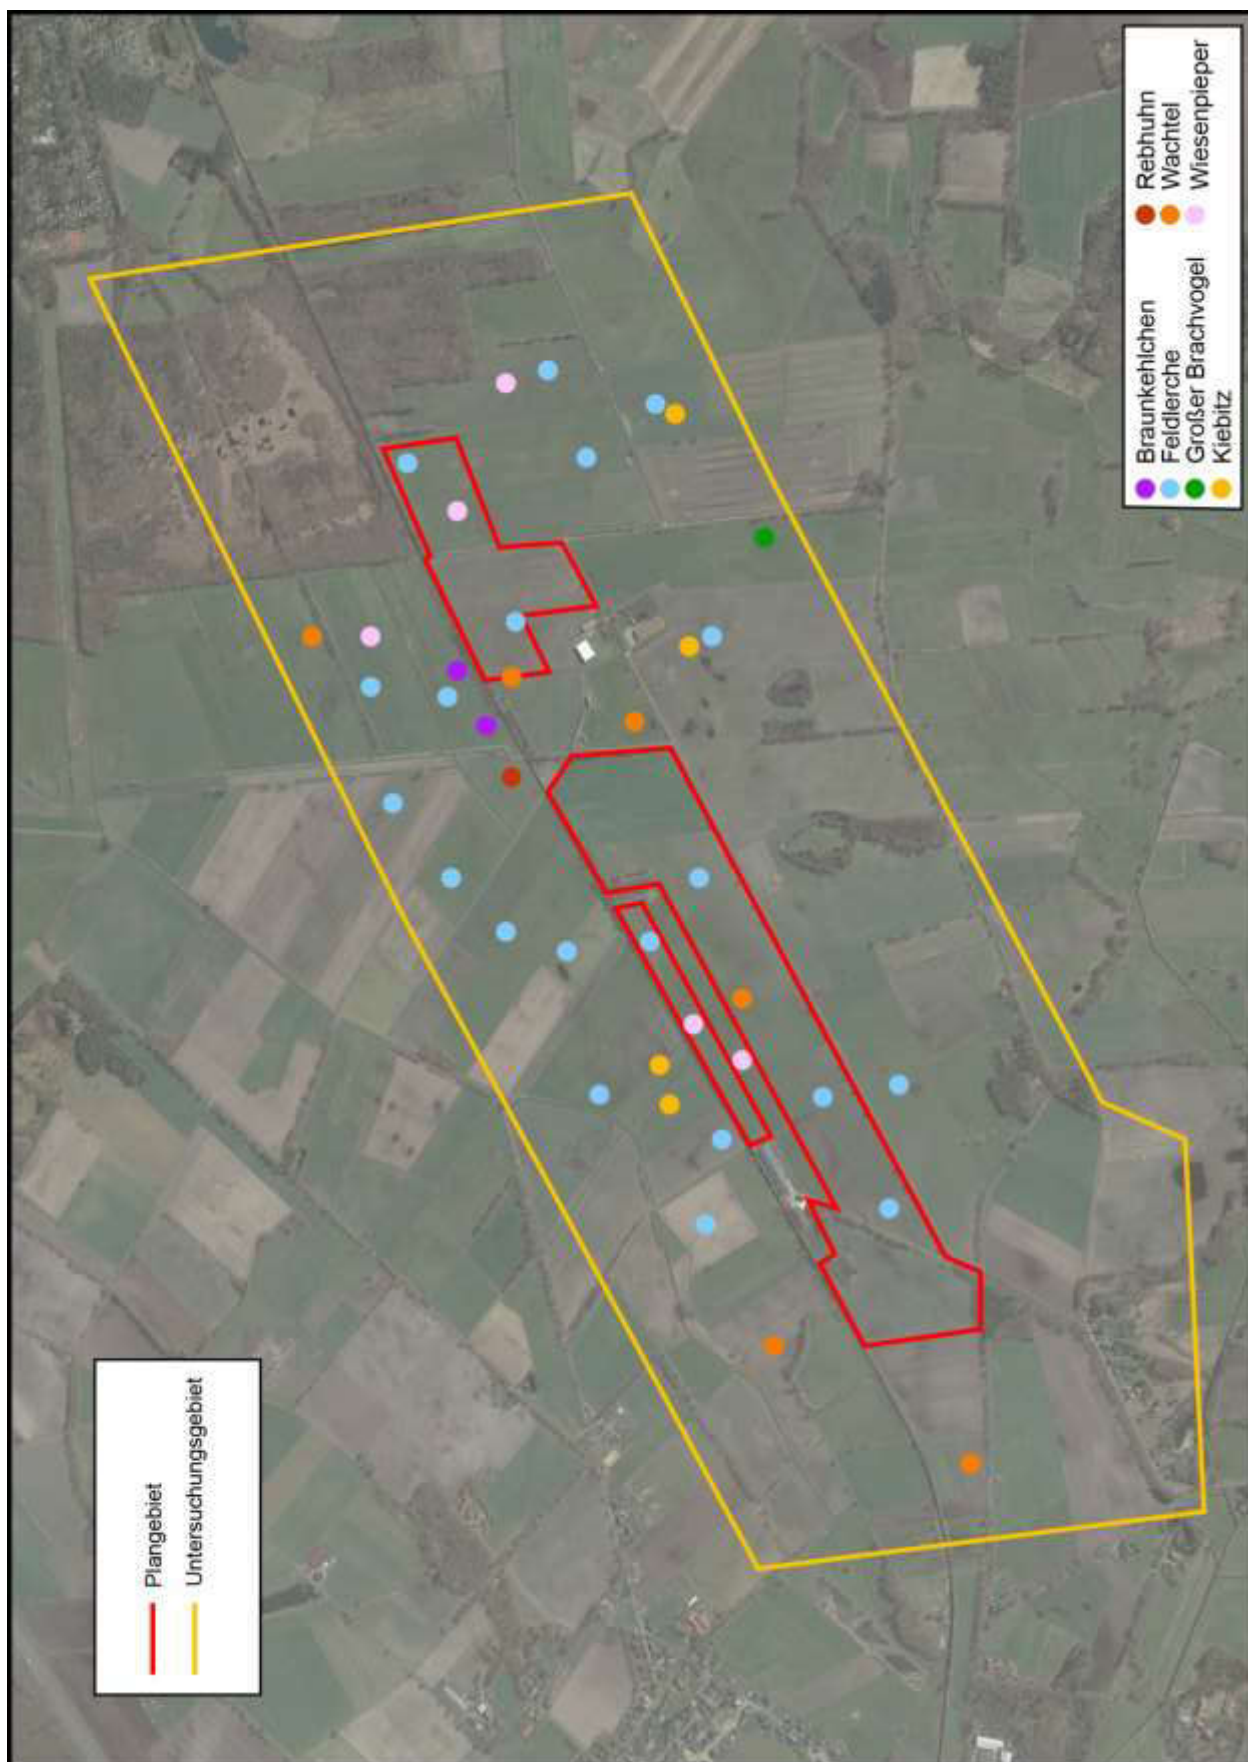 Plangebiet
Untersuchungsgebiet
Braunkehlchen
Feldlerche
Großer Brachvogel
Kiebitz
Rebhuhn
Wachtel
Wiesenpieper